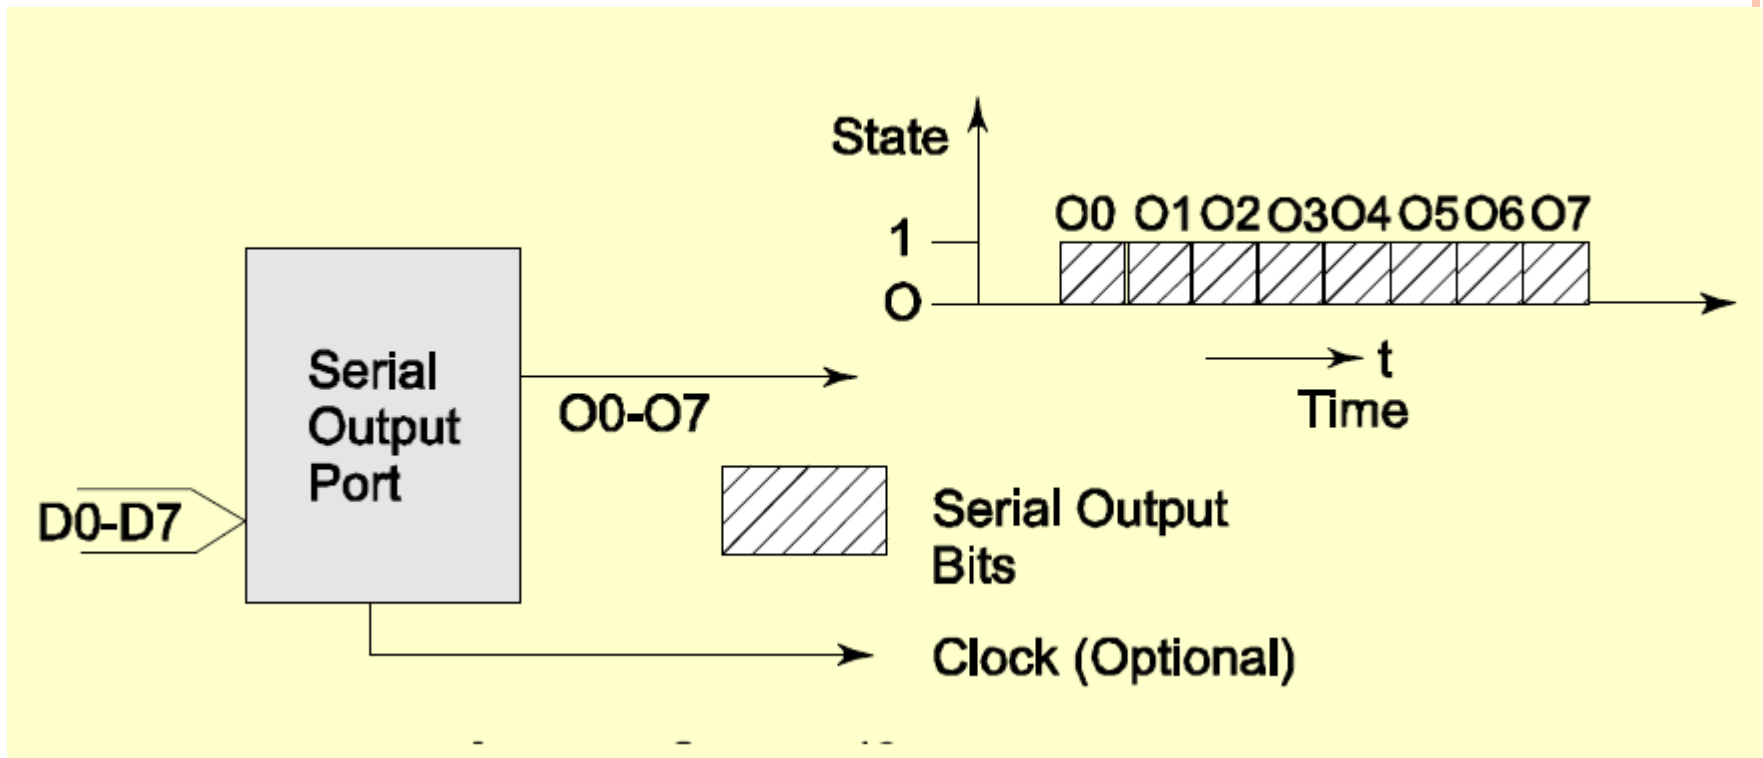 State
O0 O1 O2 O3 O4 O5 O6 O7
1
O
t
Time
Serial
Output
Port
O0-O7
D0-D7
Serial Output
Bits
Clock (Optional)